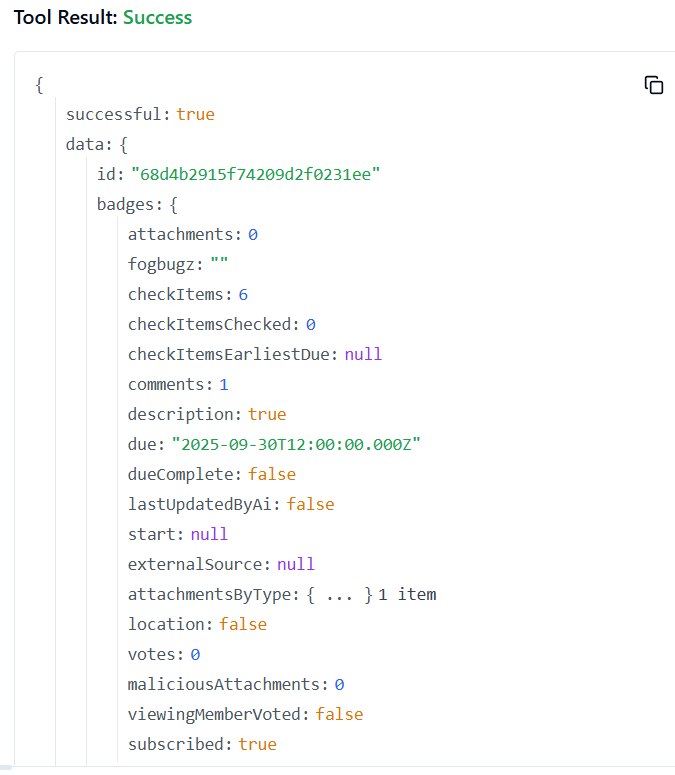 Tool Result: Success
{
successful: true
data: {
id: "68d4b2915f74209d2f0231ee"
badges: {
attachments: 0
fogbugz: ""
checkItems: 6
checkItemsChecked: 0
checkItemsEarliestDue: null
comments: 1
description: true
due: "2025-09-30T12:00:00.000Z"
dueComplete: false
lastUpdatedByAi: false
start: null
externalSource: null
attachmentsByType: { ... } 1 item
location: false
votes: 0
maliciousAttachments: 0
viewingMemberVoted: false
subscribed: true